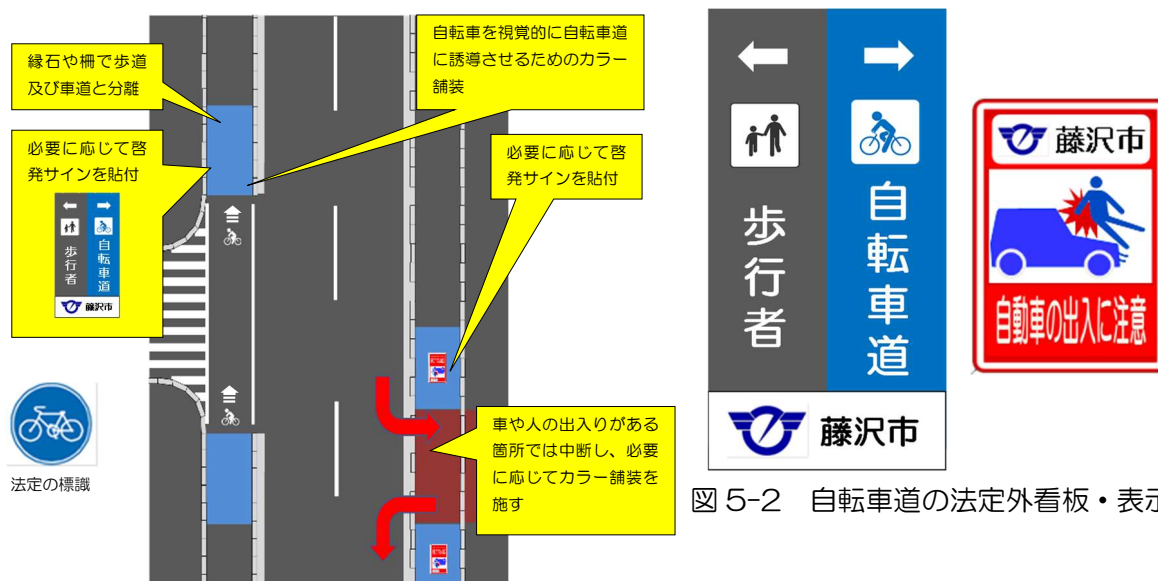 縁石や柵で歩道
及び車道と分離
自転車を視覚的に自転車道
に誘導させるためのカラー
舗装
必要に応じて啓
発サインを貼付
歩行者
自転車道
藤沢市
必要に応じて啓
発サインを貼付
車や人の出入りがある
箇所では中断し、必要
に応じてカラー舗装を
施す
法定の標識
歩行者
自転車道
藤沢市
藤沢市
自動車の出入に注意
図 5-2 自転車道の法定外看板・表示